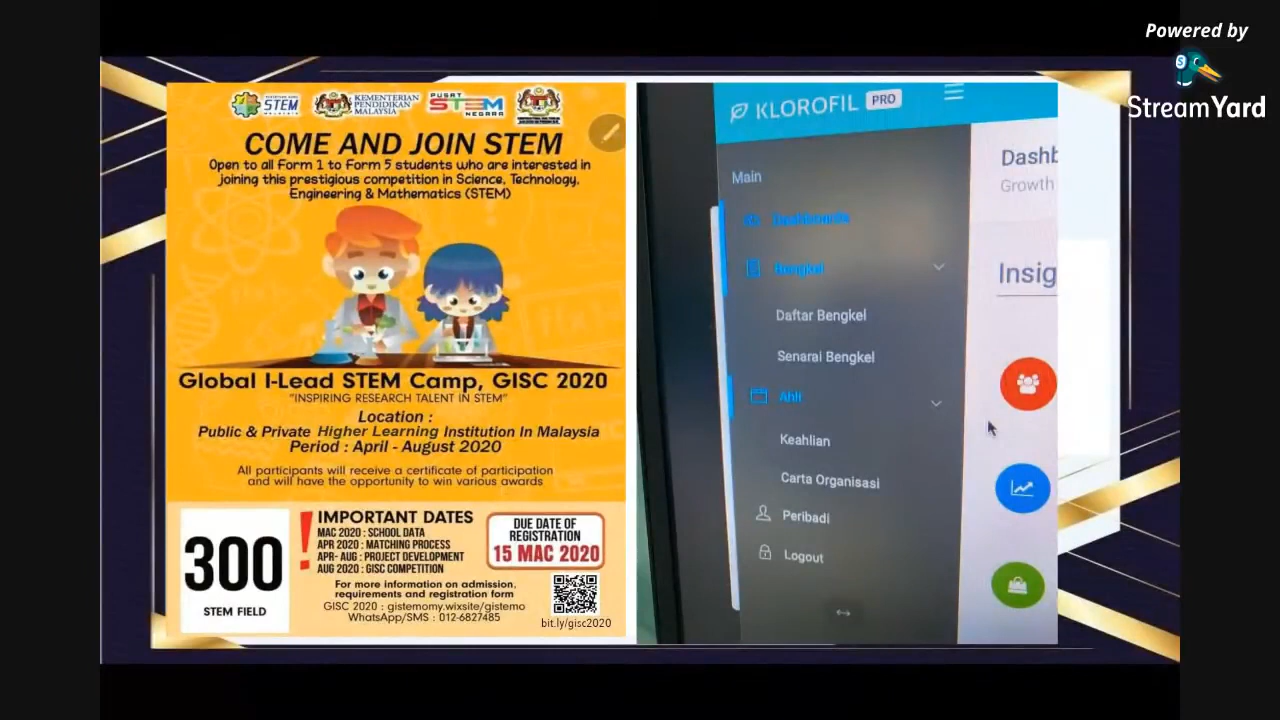 Powered by
StreamYard
STEM
KEMENTERIAN
PENDIDIKAN
MALAYSIA
PUSAT
STEM
NEGARA
COME AND JOIN STEM
Open to all Form 1 to Form 5 students who are interested in
joining this prestigious competition in Science, Technology,
Engineering & Mathematics (STEM)
Global I-Lead STEM Camp, GISC 2020
"INSPIRING RESEARCH TALENT IN STEM"
Location :
Public & Private Higher Learning Institution In Malaysia
Period : April - August 2020
All participants will receive a certificate of participation
and will have the opportunity to win various awards
300
STEM FIELD
! IMPORTANT DATES
MAC 2020 : SCHOOL DATA
APR 2020 : MATCHING PROCESS
APR- AUG : PROJECT DEVELOPMENT
AUG 2020 : GISC COMPETITION
DUE DATE OF
REGISTRATION
15 MAC 2020
For more information on admission,
requirements and registration form
GISC 2020 : gistemomy.wixsite/gistemo
WhatsApp/SMS : 012-6827485
bit.ly/gisc2020
KLOROFIL PRO
Main
Dashboards
Bengkel
Daftar Bengkel
Senarai Bengkel
Ahli
Keahlian
Carta Organisasi
Peribadi
Logout
Dashb
Growth
Insig